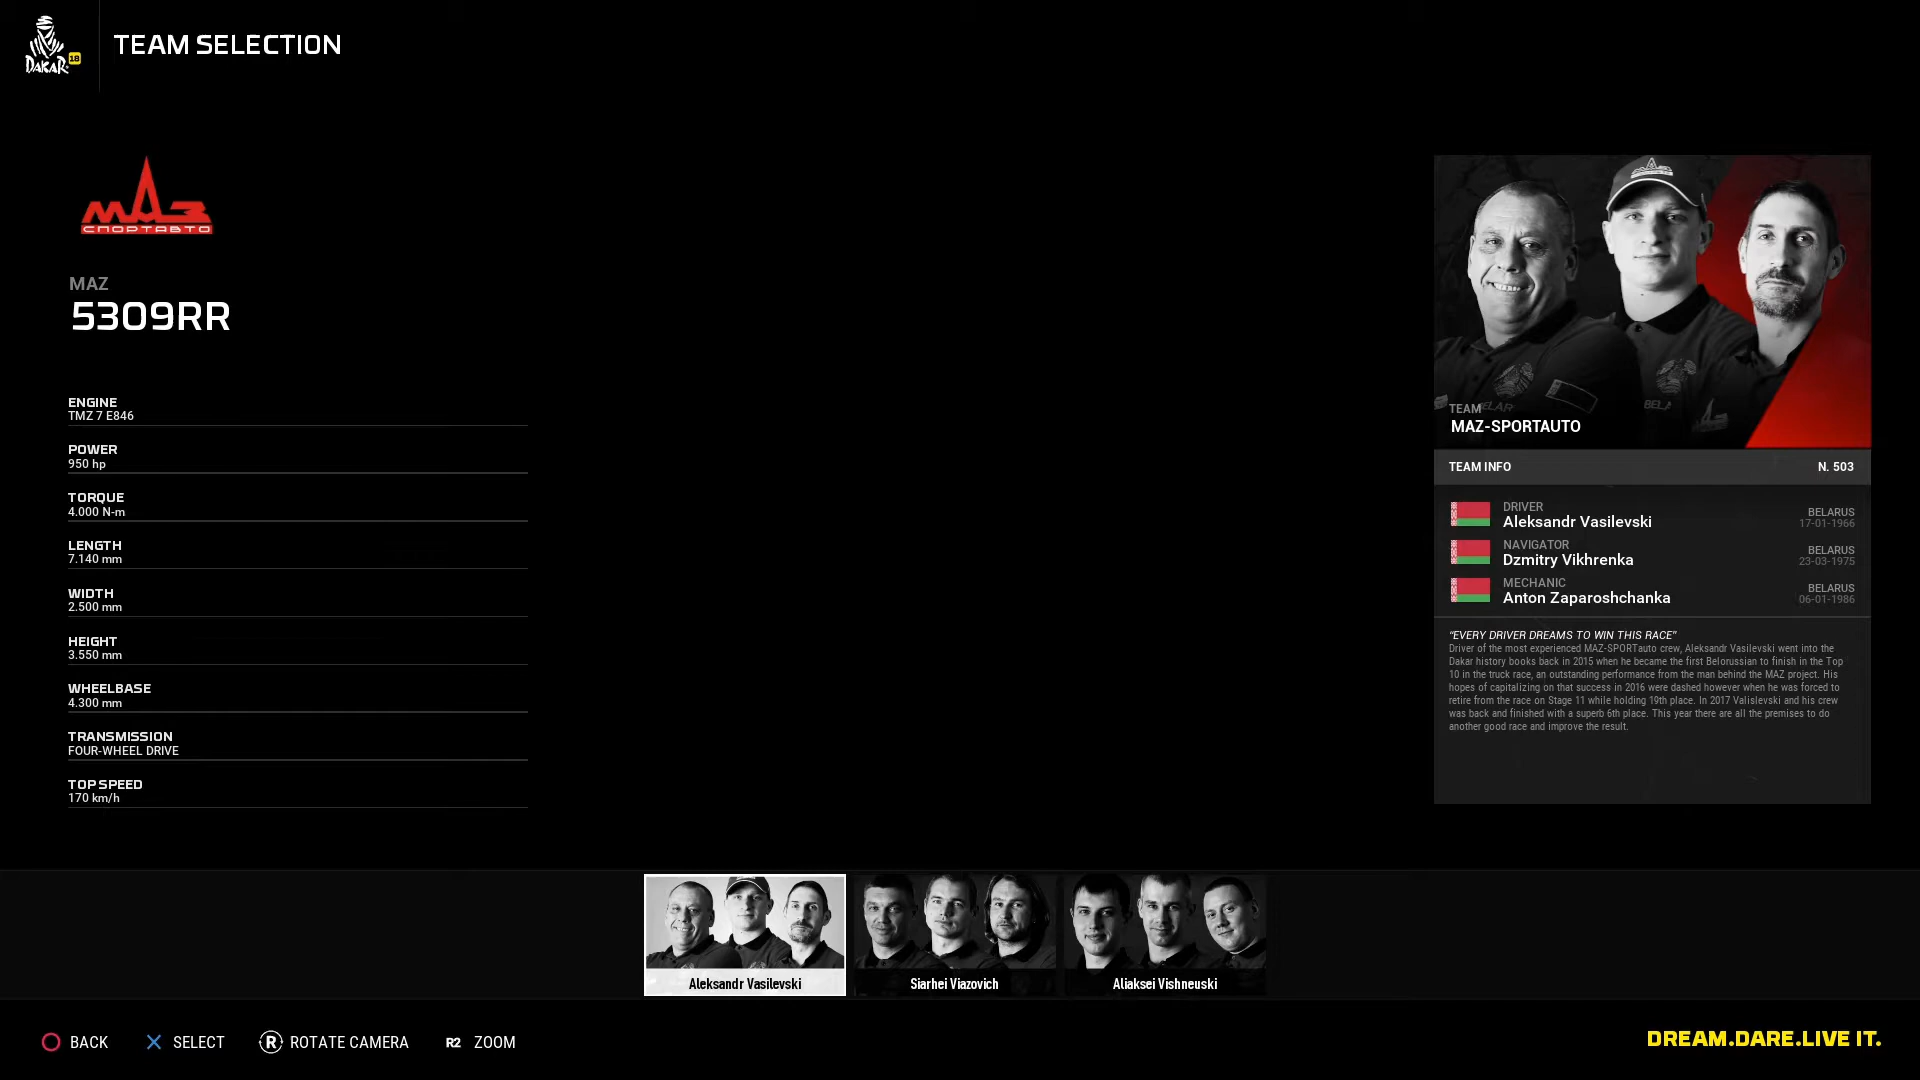 DAKAR 18
TEAM SELECTION
МАЗ
СПОРТАВТО
MAZ
5309RR
ENGINE
TMZ 7 E846
POWER
950 hp
TORQUE
4.000 N-m
LENGTH
7.140 mm
WIDTH
2.500 mm
HEIGHT
3.550 mm
WHEELBASE
4.300 mm
TRANSMISSION
FOUR-WHEEL DRIVE
TOP SPEED
170 km/h
TEAM
MAZ-SPORTAUTO
TEAM INFO N. 503
DRIVER
Aleksandr Vasilevski
BELARUS
17-01-1966
NAVIGATOR
Dzmitry Vikhrenka
BELARUS
23-03-1975
MECHANIC
Anton Zaparoshchanka
BELARUS
06-01-1986
"EVERY DRIVER DREAMS TO WIN THIS RACE"
Driver of the most experienced MAZ-SPORTauto crew, Aleksandr Vasilevski went into the
Dakar history books back in 2015 when he became the first Belorussian to finish in the Top
10 in the truck race, an outstanding performance from the man behind the MAZ project. His
hopes of capitalizing on that success in 2016 were dashed however when he was forced to
retire from the race on Stage 11 while holding 19th place. In 2017 Valislevski and his crew
was back and finished with a superb 6th place. This year there are all the premises to do
another good race and improve the result.
Aleksandr Vasilevski
Siarhei Viazovich
Aliaksei Vishneuski
BACK
SELECT
R ROTATE CAMERA
R2 ZOOM
DREAM.DARE.LIVE IT.